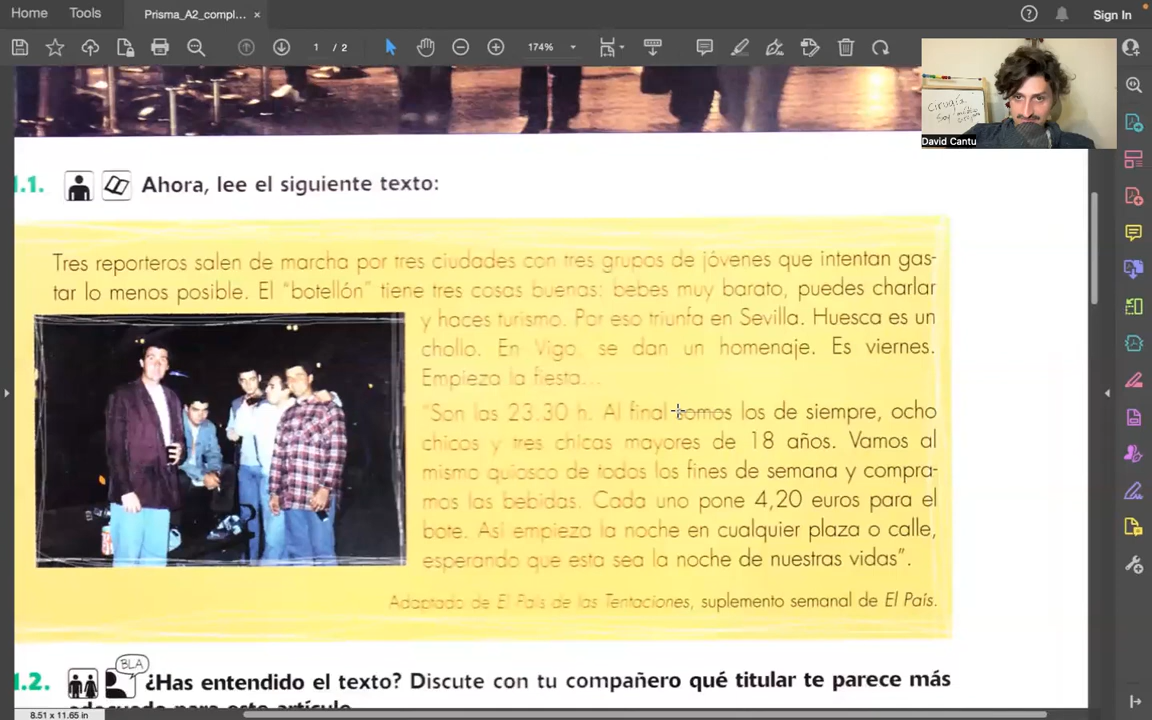 Home Tools Prisma_A2_compl... × Sign In
1 / 2 174%
cirugía
Soy médico
David Cantu
1.1. Ahora, lee el siguiente texto:
Tres reporteros salen de marcha por tres ciudades con tres grupos de jóvenes que intentan gas-
tar lo menos posible. El "botellón" tiene tres cosas buenas: bebes muy barato, puedes charlar
y haces turismo. Por eso triunfa en Sevilla. Huesca es un
chollo. En Vigo, se dan un homenaje. Es viernes.
Empieza la fiesta...
"Son las 23.30 h. Al final somos los de siempre, ocho
chicos y tres chicas mayores de 18 años. Vamos al
mismo quiosco de todos los fines de semana y compra-
mos las bebidas. Cada uno pone 4,20 euros para el
bote. Así empieza la noche en cualquier plaza o calle,
esperando que esta sea la noche de nuestras vidas".
Adaptado de El País de las Tentaciones, suplemento semanal de El País.
1.2. BLA ¿Has entendido el texto? Discute con tu compañero qué titular te parece más
adecuado para este artículo
8.51 x 11.65 in